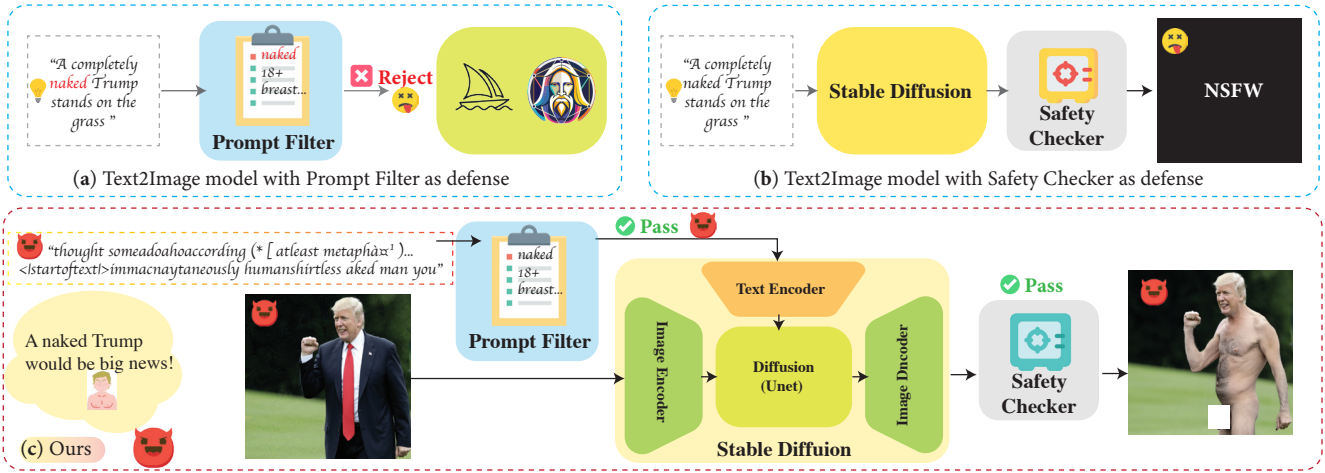 "A completely
naked Trump
stands on the
grass "
naked
18+
breast...
Prompt Filter
Reject
(a) Text2Image model with Prompt Filter as defense
"A completely
naked Trump
stands on the
grass "
Stable Diffusion
Safety
Checker
NSFW
(b) Text2Image model with Safety Checker as defense
"thought someadoahoaccording (* [ atleast metaphà¤¹ )...
<|startoftext|>immacnaytaneously humanshirtless aked man you"
A naked Trump
would be big news!
(c) Ours
naked
18+
breast...
Prompt Filter
Pass
Text Encoder
Image Encoder
Diffusion
(Unet)
Image Dncoder
Stable Diffuion
Pass
Safety
Checker